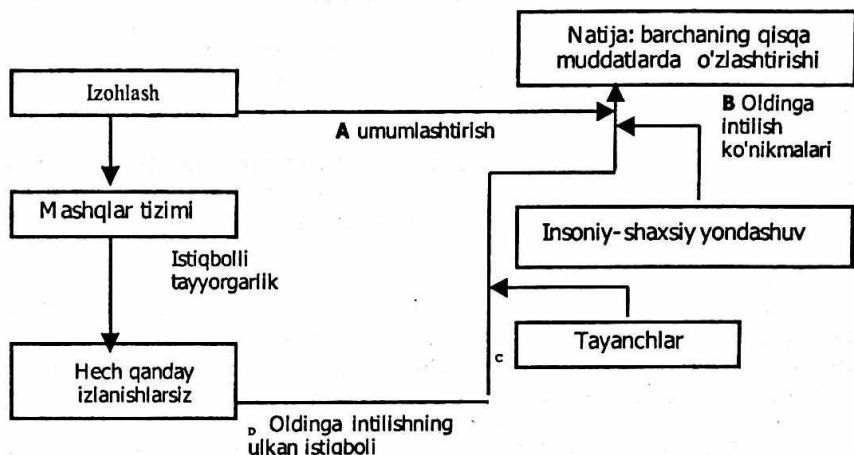 Natija: barchaning qisqa
muddatlarda o'zlashtirishi
Izohlash
A umumlashtirish
B Oldinga
intilish
ko'nikmalari
Mashqlar tizimi
Insoniy-shaxsiy yondashuv
Istiqbolli
tayyorgarlik
Tayanchlar
C
Hech qanday
izlanishlarsiz
D Oldinga intilishning
ulkan istiqboli